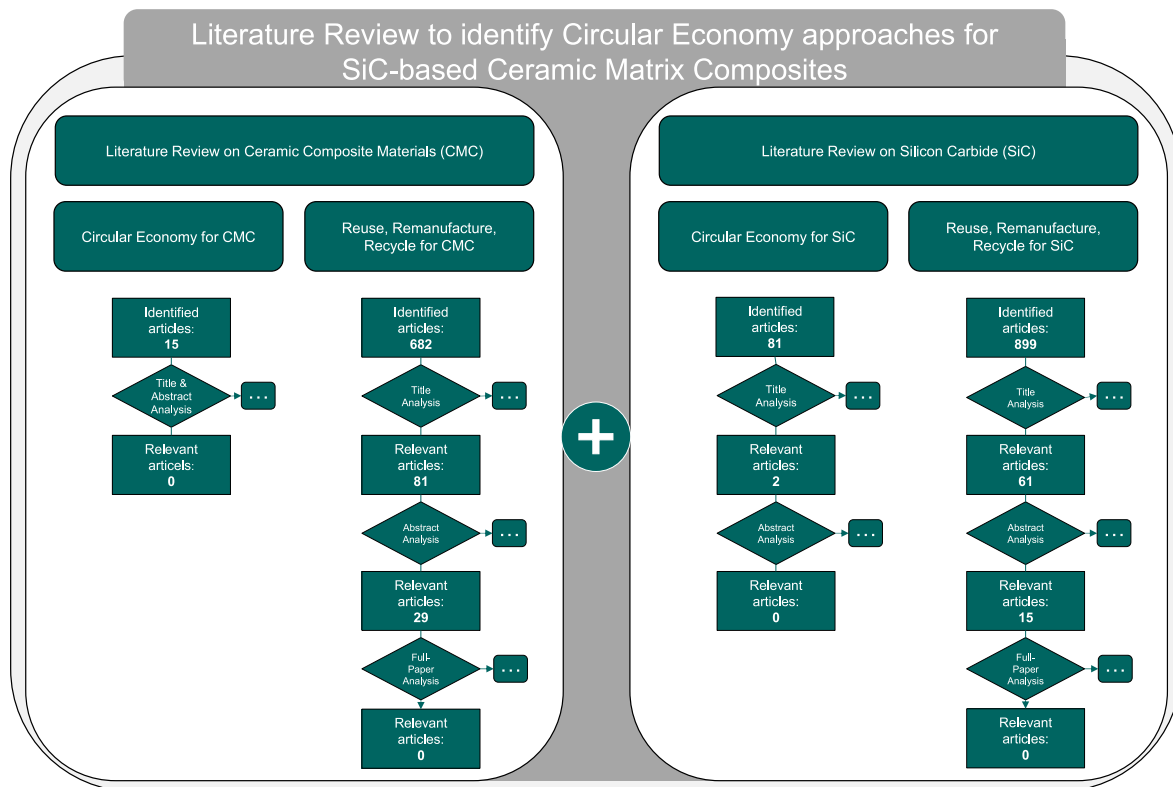 Literature Review to identify Circular Economy approaches for
SiC-based Ceramic Matrix Composites
Literature Review on Ceramic Composite Materials (CMC)
Circular Economy for CMC
Reuse, Remanufacture,
Recycle for CMC
Identified
articles:
15
Title &
Abstract
Analysis
...
Relevant
articels:
0
Identified
articles:
682
Title
Analysis
...
Relevant
articles:
81
Abstract
Analysis
...
Relevant
articles:
29
Full-
Paper
Analysis
...
Relevant
articles:
0
+
Literature Review on Silicon Carbide (SiC)
Circular Economy for SiC
Reuse, Remanufacture,
Recycle for SiC
Identified
articles:
81
Title
Analysis
...
Relevant
articles:
2
Abstract
Analysis
...
Relevant
articles:
0
Identified
articles:
899
Title
Analysis
...
Relevant
articles:
61
Abstract
Analysis
...
Relevant
articles:
15
Full-
Paper
Analysis
...
Relevant
articles:
0